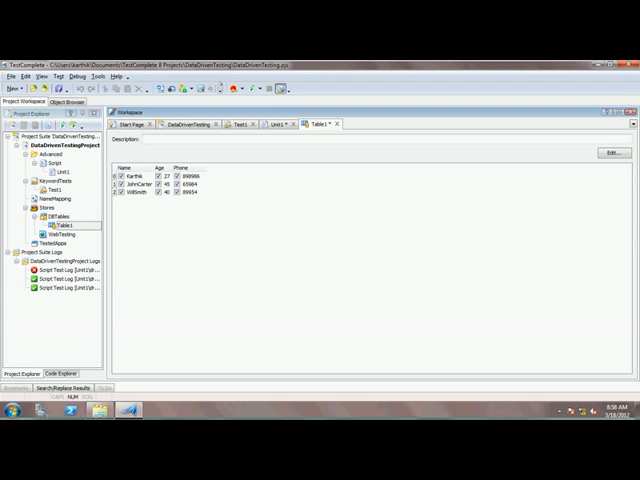 TestComplete - C:\Users\karthik\Documents\TestComplete 8 Projects\DataDrivenTesting\DataDrivenTesting.pjs
File Edit View Test Debug Tools Help
New
Project Workspace Object Browser
Project Explorer
Workspace
Start Page DataDrivenTesting Test1 Unit1 * Table1 *
Project Suite 'DataDrivenTesting...
DataDrivenTestingProject
Advanced
Script
Unit1
KeywordTests
Test1
NameMapping
Stores
DBTables
Table1
WebTesting
TestedApps
Project Suite Logs
DataDrivenTestingProject Logs
Script Test Log [Unit1\dr...
Script Test Log [Unit1\dr...
Script Test Log [Unit1\dr...
Description:
Edit...
Name Age Phone
0 Karthik 27 898986
1 JohnCarter 45 65984
2 WillSmith 40 89954
Project Explorer Code Explorer
Bookmarks Search/Replace Results To Do
CAPS NUM SCRL
8:58 AM
3/18/2012